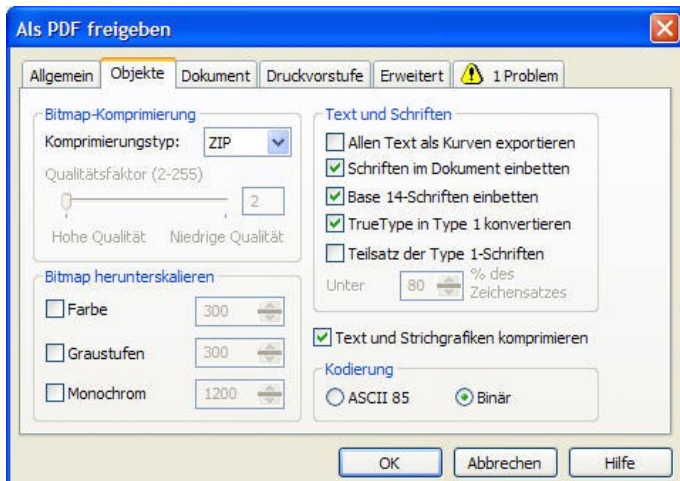 Als PDF freigeben
Allgemein Objekte Dokument Druckvorstufe Erweitert 1 Problem
Bitmap-Komprimierung
Komprimierungstyp: ZIP
Qualitätsfaktor (2-255)
2
Hohe Qualität Niedrige Qualität
Bitmap herunterskalieren
Farbe 300
Graustufen 300
Monochrom 1200
Text und Schriften
Allen Text als Kurven exportieren
Schriften im Dokument einbetten
Base 14-Schriften einbetten
TrueType in Type 1 konvertieren
Teilsatz der Type 1-Schriften
Unter 80 % des
Zeichensatzes
Text und Strichgrafiken komprimieren
Kodierung
ASCII 85 Binär
OK Abbrechen Hilfe